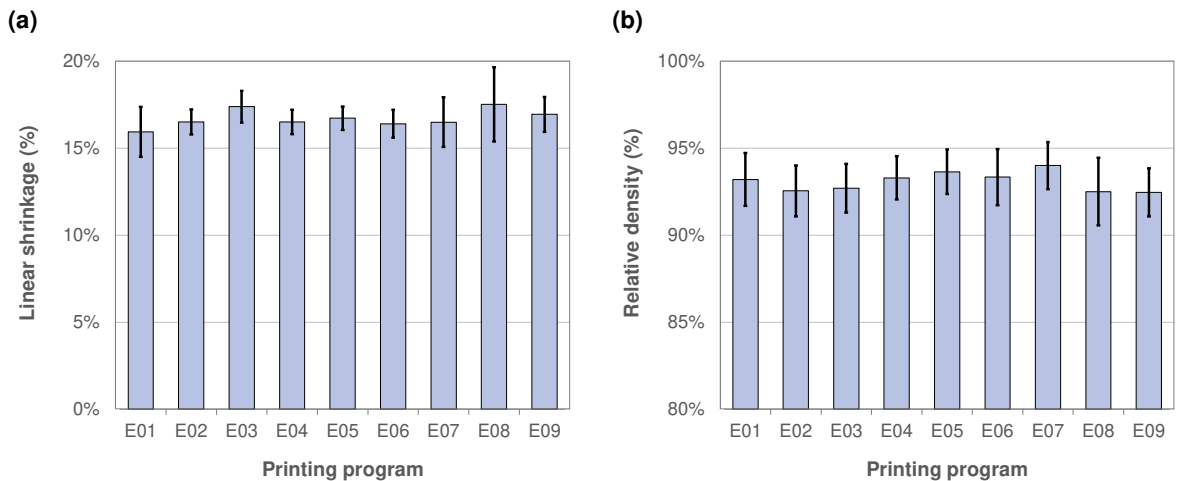 (a)
Linear shrinkage (%)
20%
15%
10%
5%
0%
E01 E02 E03 E04 E05 E06 E07 E08 E09
Printing program
(b)
Relative density (%)
100%
95%
90%
85%
80%
E01 E02 E03 E04 E05 E06 E07 E08 E09
Printing program